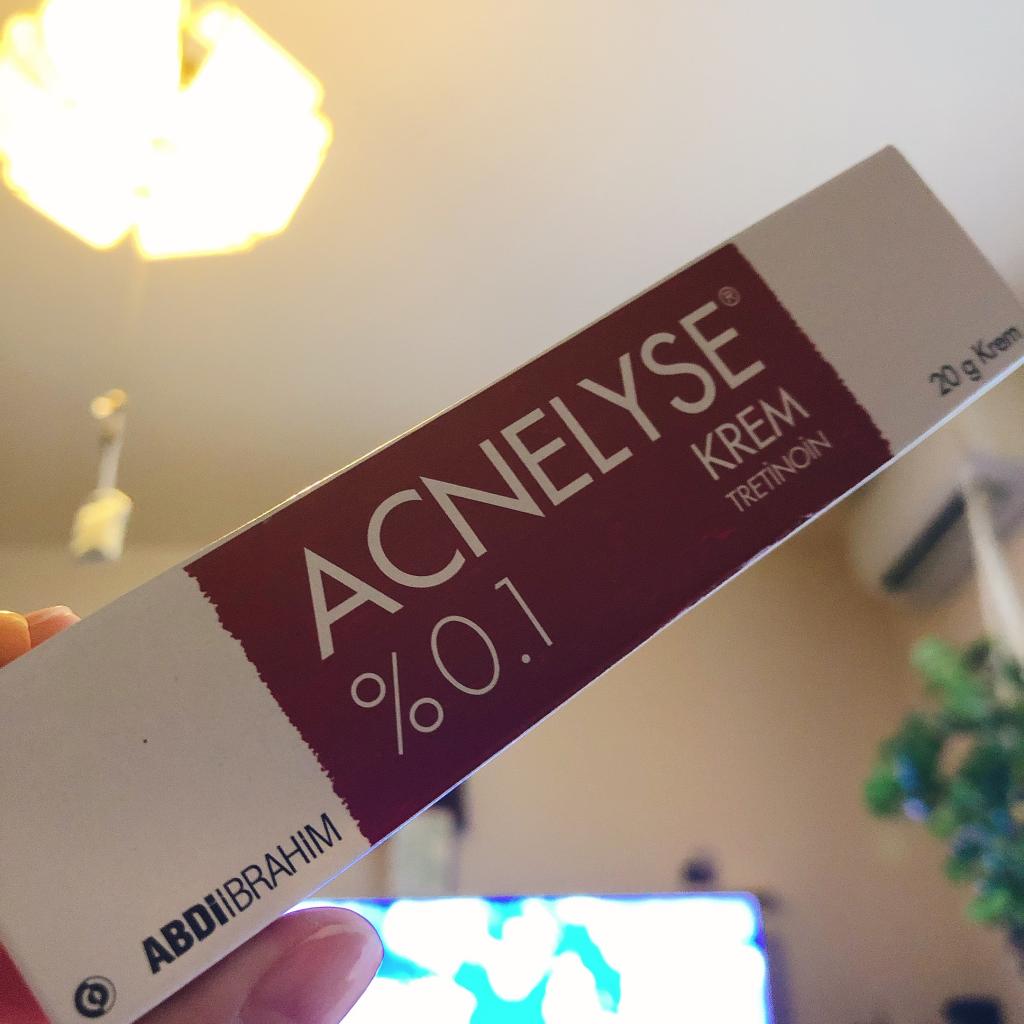 ACNELYSE®
KREM
TRETİNOİN
%0.1
20 g Krem
ABDİİBRAHİM